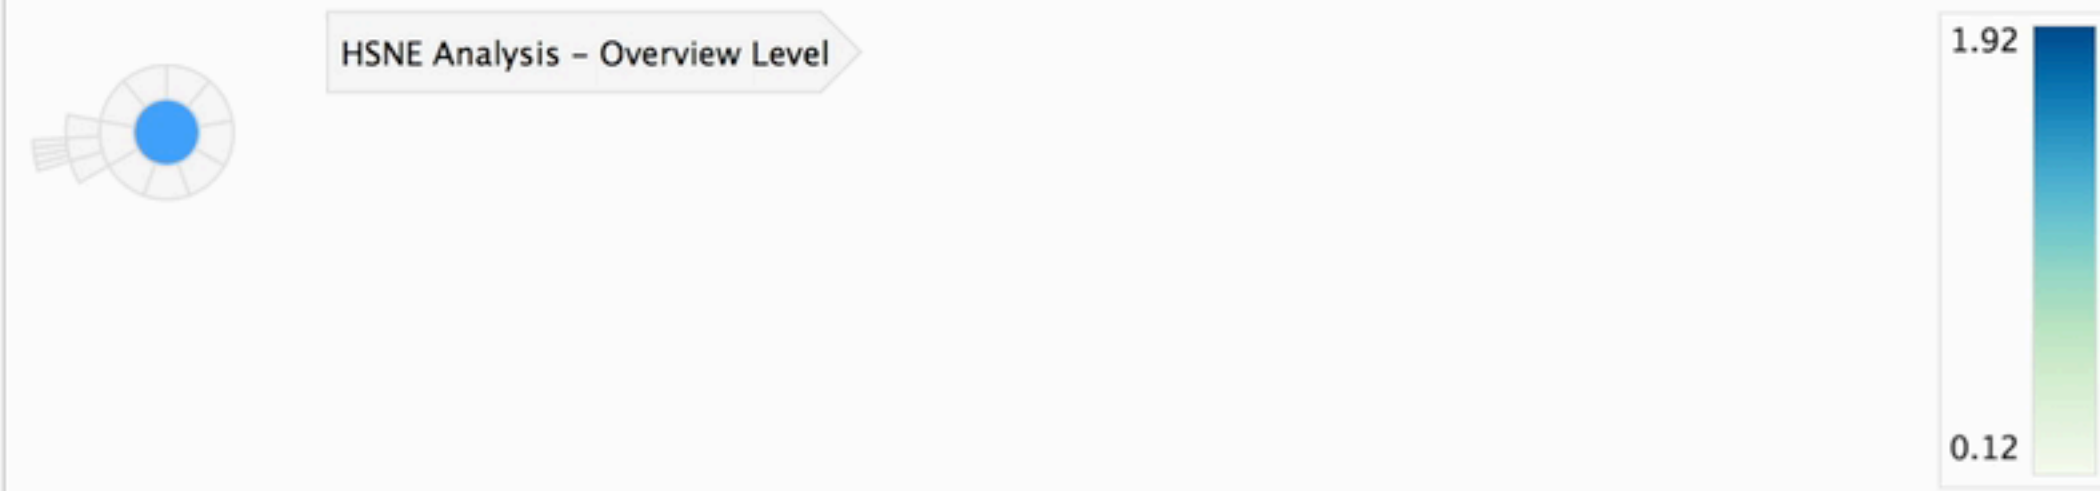 HSNE Analysis – Overview Level
1.92
0.12